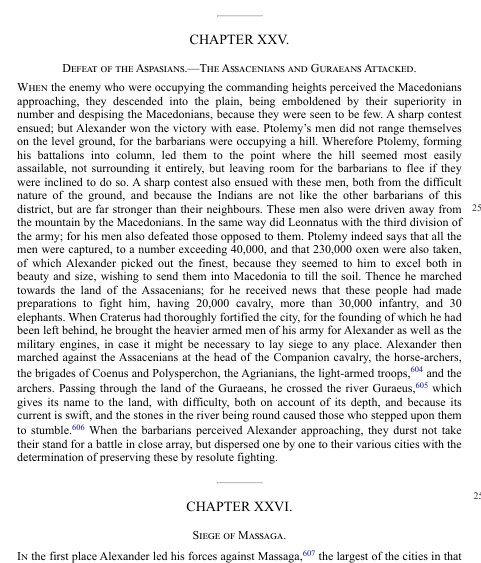 CHAPTER XXV.
Defeat of the Aspasians.—The Assacenians and Guraeans Attacked.
When the enemy who were occupying the commanding heights perceived the Macedonians
approaching, they descended into the plain, being emboldened by their superiority in
number and despising the Macedonians, because they were seen to be few. A sharp contest
ensued; but Alexander won the victory with ease. Ptolemy's men did not range themselves
on the level ground, for the barbarians were occupying a hill. Wherefore Ptolemy, forming
his battalions into column, led them to the point where the hill seemed most easily
assailable, not surrounding it entirely, but leaving room for the barbarians to flee if they
were inclined to do so. A sharp contest also ensued with these men, both from the difficult
nature of the ground, and because the Indians are not like the other barbarians of this
district, but are far stronger than their neighbours. These men also were driven away from
25
the mountain by the Macedonians. In the same way did Leonnatus with the third division of
the army; for his men also defeated those opposed to them. Ptolemy indeed says that all the
men were captured, to a number exceeding 40,000, and that 230,000 oxen were also taken,
of which Alexander picked out the finest, because they seemed to him to excel both in
beauty and size, wishing to send them into Macedonia to till the soil. Thence he marched
towards the land of the Assacenians; for he received news that these people had made
preparations to fight him, having 20,000 cavalry, more than 30,000 infantry, and 30
elephants. When Craterus had thoroughly fortified the city, for the founding of which he had
been left behind, he brought the heavier armed men of his army for Alexander as well as the
military engines, in case it might be necessary to lay siege to any place. Alexander then
marched against the Assacenians at the head of the Companion cavalry, the horse-archers,
the brigades of Coenus and Polysperchon, the Agrianians, the light-armed troops,604 and the
archers. Passing through the land of the Guraeans, he crossed the river Guraeus,605 which
gives its name to the land, with difficulty, both on account of its depth, and because its
current is swift, and the stones in the river being round caused those who stepped upon them
to stumble.606 When the barbarians perceived Alexander approaching, they durst not take
their stand for a battle in close array, but dispersed one by one to their various cities with the
determination of preserving these by resolute fighting.
CHAPTER XXVI.
Siege of Massaga.
In the first place Alexander led his forces against Massaga,607 the largest of the cities in that